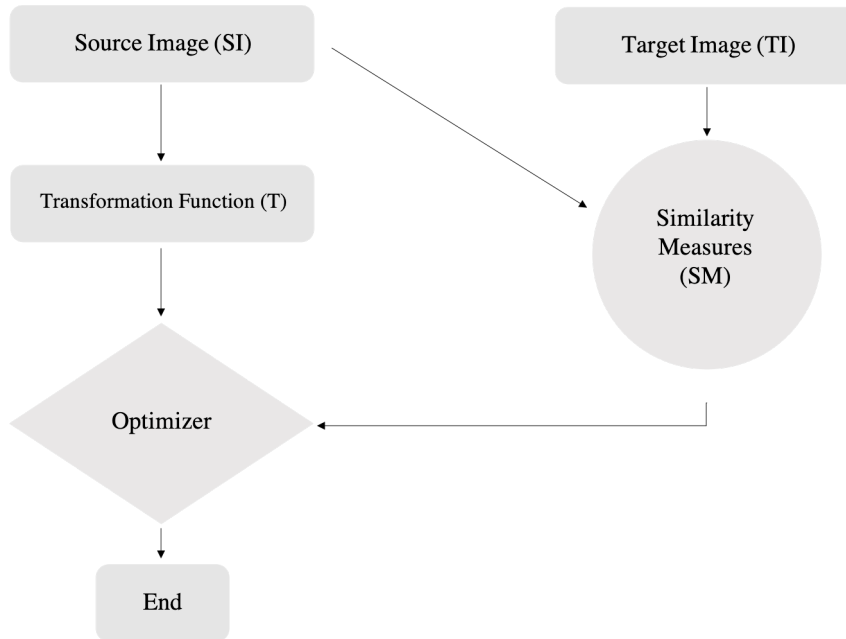 Source Image (SI)
Target Image (TI)
Transformation Function (T)
Similarity
Measures
(SM)
Optimizer
End